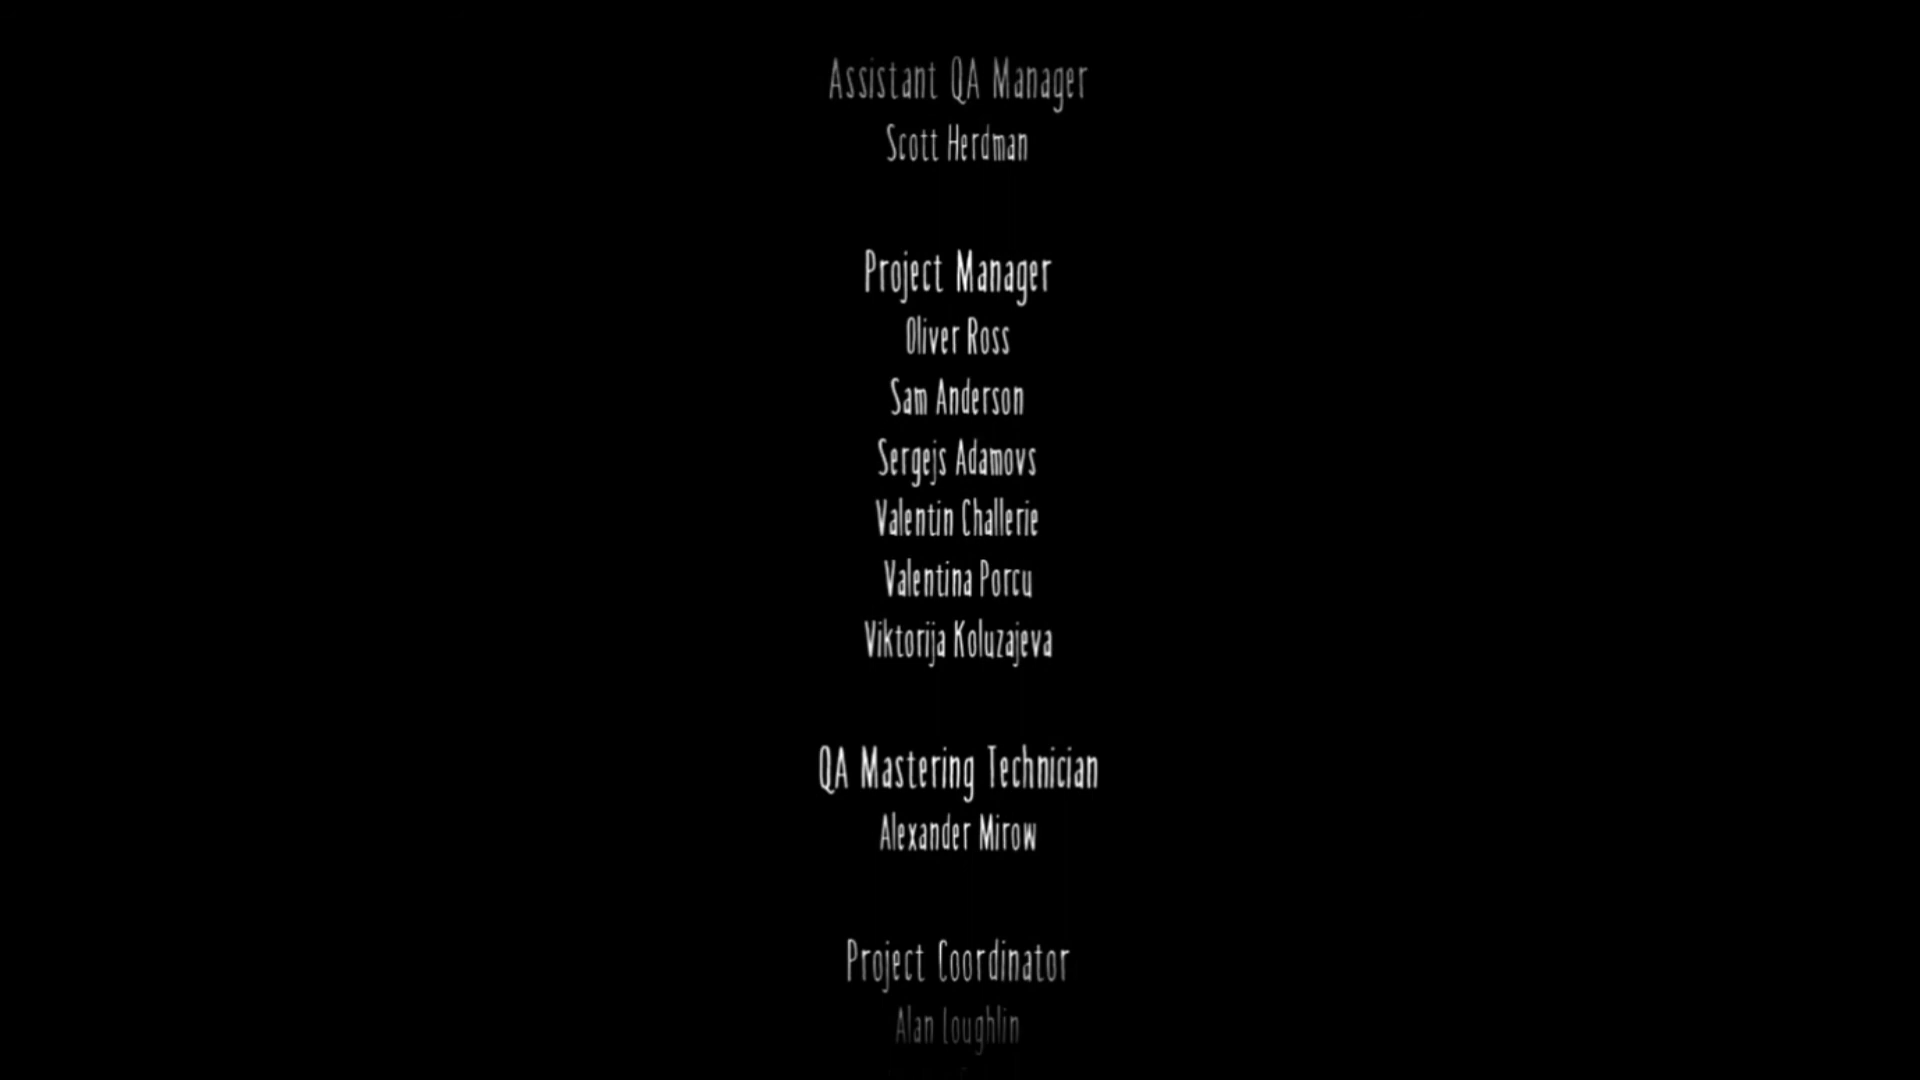 Assistant QA Manager
Scott Herdman
Project Manager
Oliver Ross
Sam Anderson
Sergejs Adamovs
Valentin Challerie
Valentina Porcu
Viktorija Koluzajeva
QA Mastering Technician
Alexander Mirow
Project Coordinator
Alan Loughlin